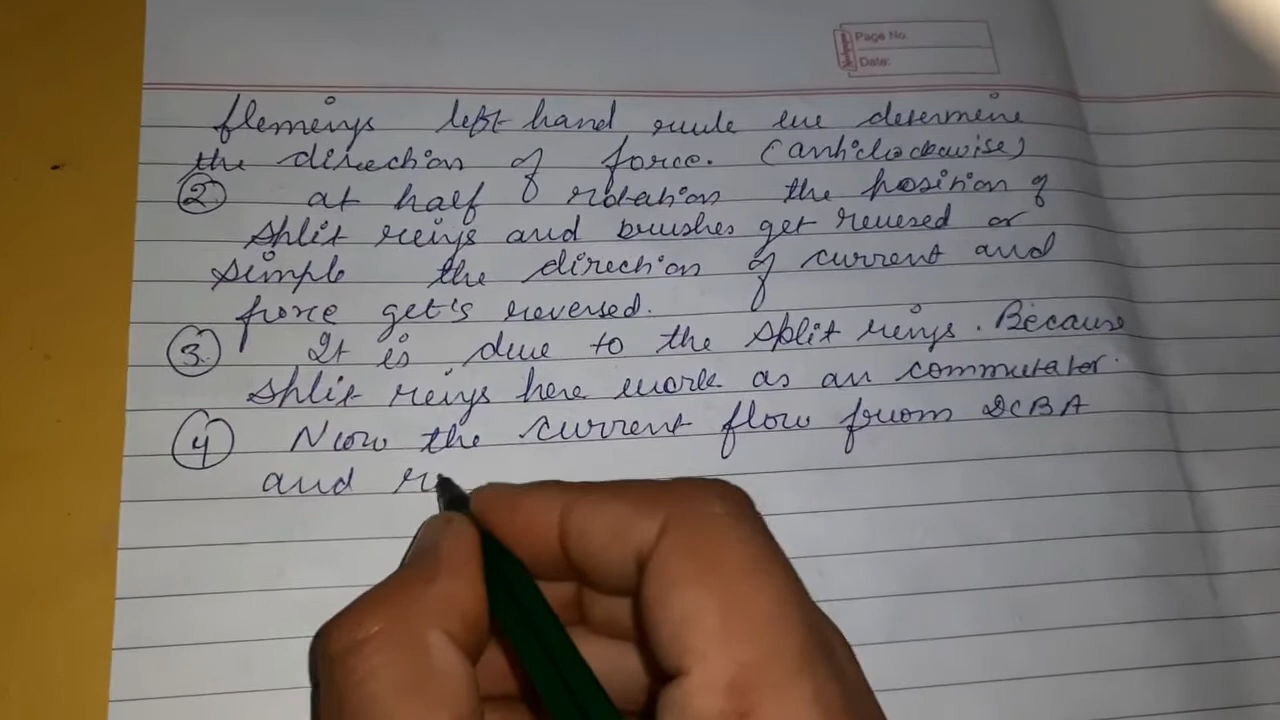 Page No.
Date:
flemings left hand rule we determine
the direction of force. (anticlockwise)
2. at half rotation the position of
split rings and brushes get revesed or
simple the direction of current and
force get's reversed.
3. It is due to the split rings. Because
split rings here work as an commutator.
4 Now the current flow from DCBA
and r